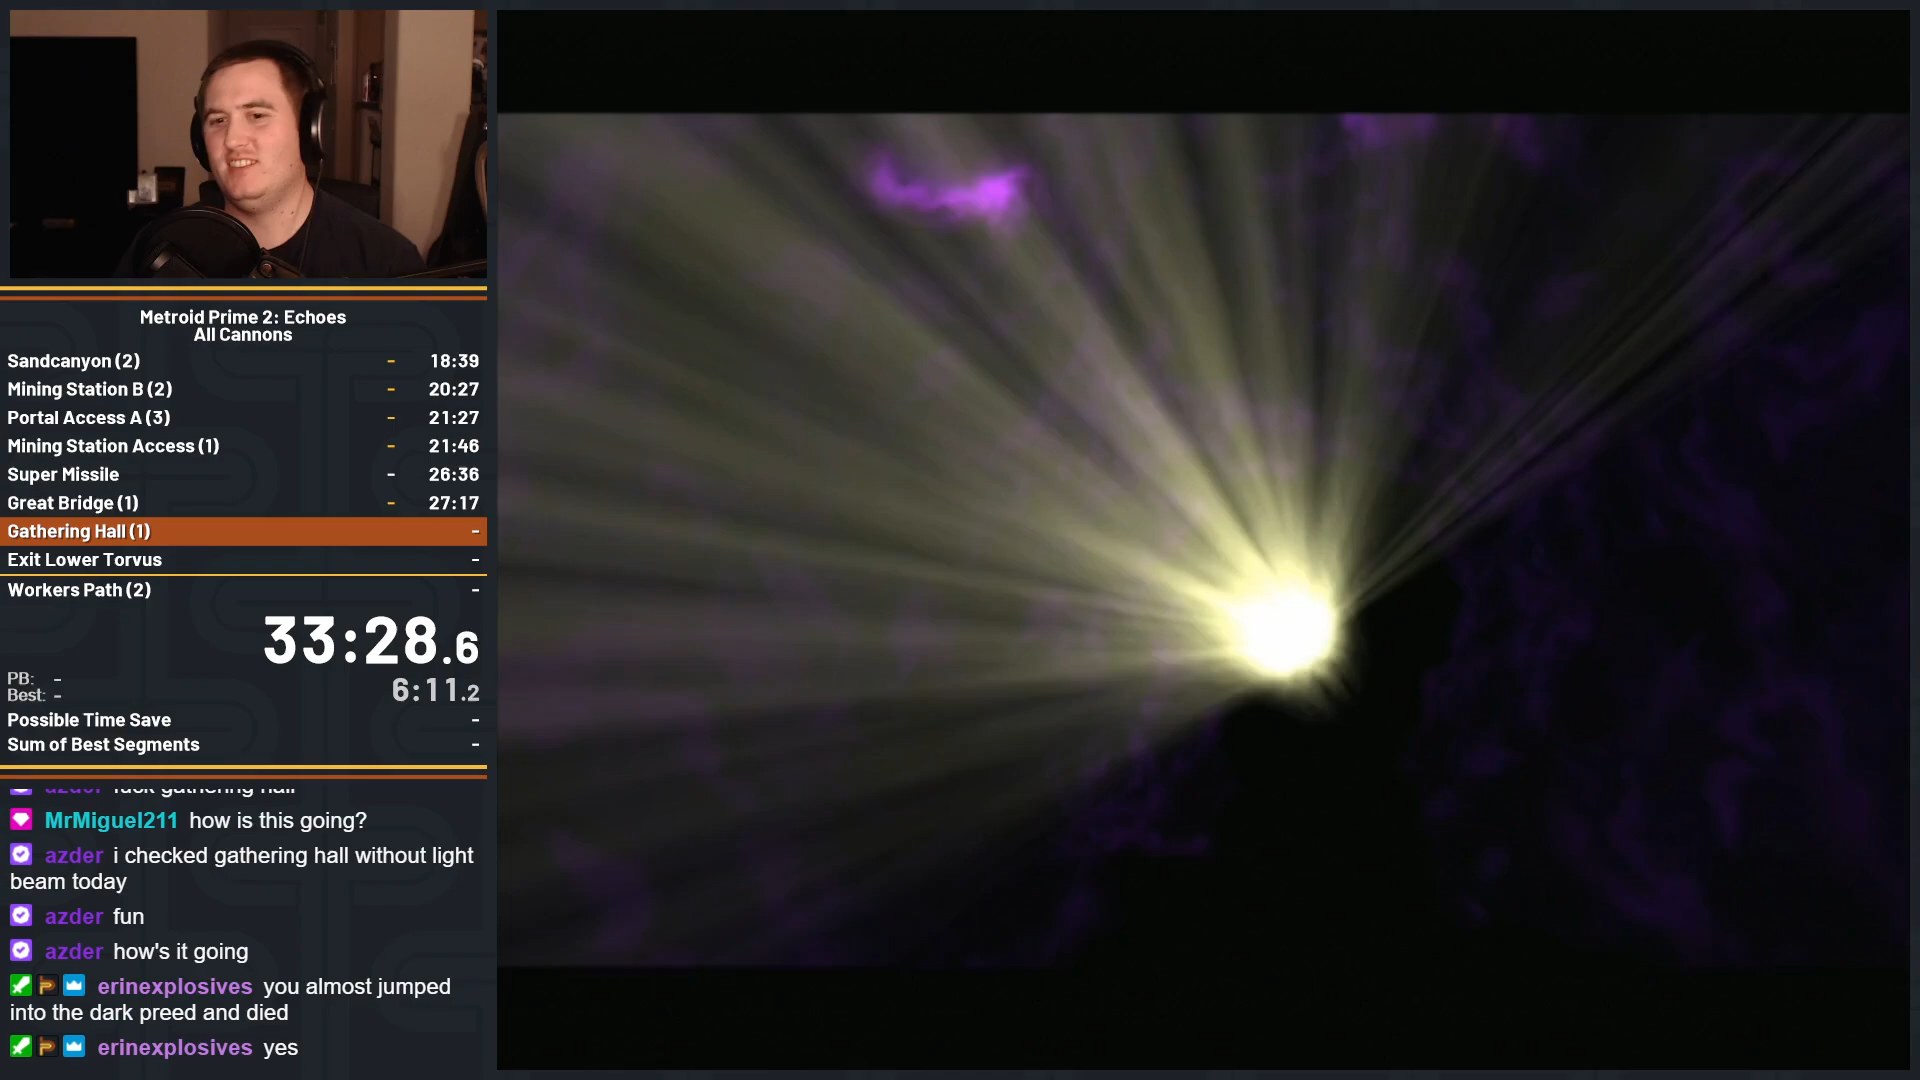 Metroid Prime 2: Echoes
All Cannons
Sandcanyon (2) - 18:39
Mining Station B (2) - 20:27
Portal Access A (3) - 21:27
Mining Station Access (1) - 21:46
Super Missile - 26:36
Great Bridge (1) - 27:17
Gathering Hall (1) -
Exit Lower Torvus -
Workers Path (2) -
33:28.6
PB: -
Best: - 6:11.2
Possible Time Save -
Sum of Best Segments -
azder fuck gathering hall
MrMiguel211 how is this going?
azder i checked gathering hall without light
beam today
azder fun
azder how's it going
erinexplosives you almost jumped
into the dark preed and died
erinexplosives yes